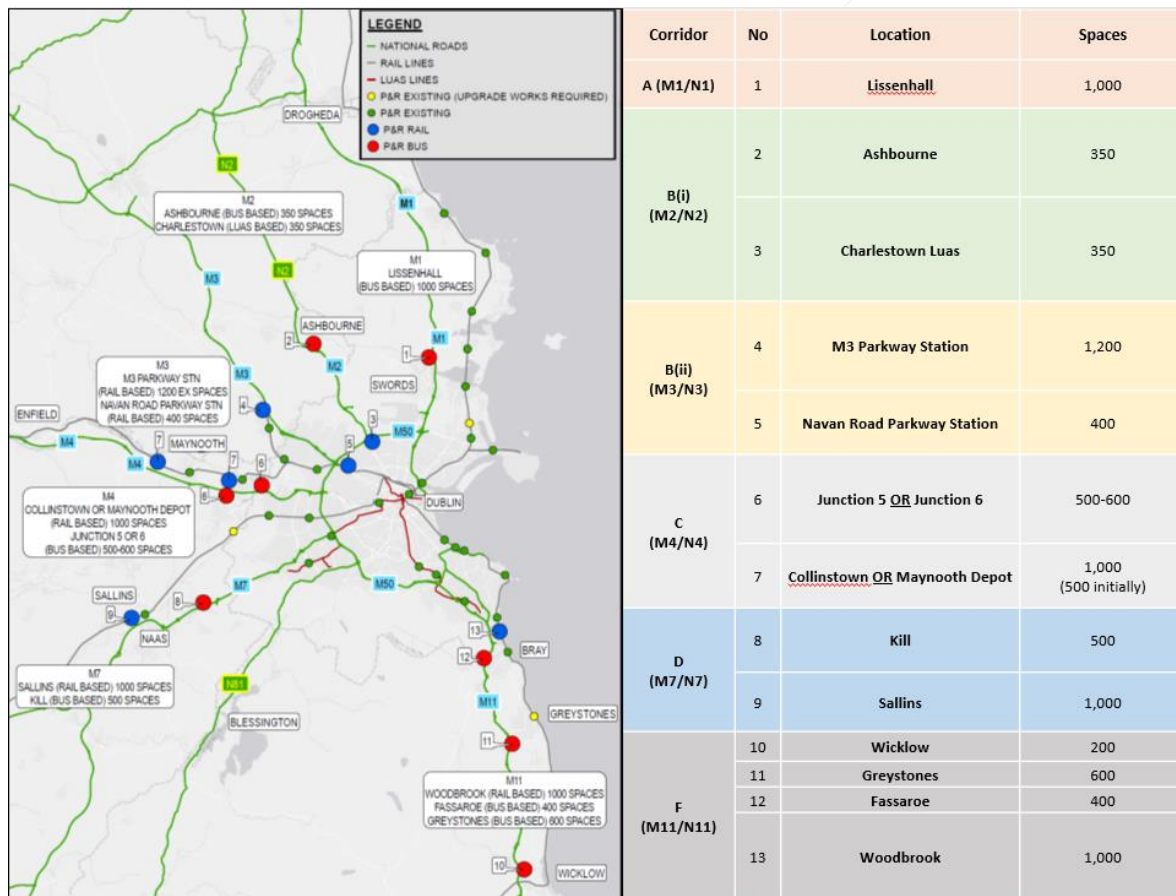 LEGEND
NATIONAL ROADS
RAIL LINES
LUAS LINES
P&R EXISTING (UPGRADE WORKS REQUIRED)
P&R EXISTING
P&R RAIL
P&R BUS
DROGHEDA
N2
M2
ASHBOURNE (BUS BASED) 350 SPACES
CHARLESTOWN (LUAS BASED) 350 SPACES
M1
M3
N2
M1
LISSENHALL
(BUS BASED) 1000 SPACES
ASHBOURNE
2
1
M1
M2
M3
SWORDS
M3
M3 PARKWAY STN
(RAIL BASED) 1200 EX SPACES
NAVAN ROAD PARKWAY STN
(RAIL BASED) 400 SPACES
4
3
M50
ENFIELD
M4
MAYNOOTH
7
M4
7
6
5
6
DUBLIN
M4
COLLINSTOWN OR MAYNOOTH DEPOT
(RAIL BASED) 1000 SPACES
JUNCTION 5 OR 6
(BUS BASED) 500-600 SPACES
M7
M50
SALLINS
8
9
NAAS
13
BRAY
12
M7
SALLINS (RAIL BASED) 1000 SPACES
KILL (BUS BASED) 500 SPACES
N81
M11
BLESSINGTON
GREYSTONES
11
M11
WOODBROOK (RAIL BASED) 1000 SPACES
FASSAROE (BUS BASED) 400 SPACES
GREYSTONES (BUS BASED) 600 SPACES
10
WICKLOW
Corridor No Location Spaces
A (M1/N1) 1 Lissenhall 1,000
B(i)
(M2/N2)
2 Ashbourne 350
3 Charlestown Luas 350
B(ii)
(M3/N3)
4 M3 Parkway Station 1,200
5 Navan Road Parkway Station 400
C
(M4/N4)
6 Junction 5 OR Junction 6 500-600
7 Collinstown OR Maynooth Depot 1,000
(500 initially)
D
(M7/N7)
8 Kill 500
9 Sallins 1,000
F
(M11/N11)
10 Wicklow 200
11 Greystones 600
12 Fassaroe 400
13 Woodbrook 1,000